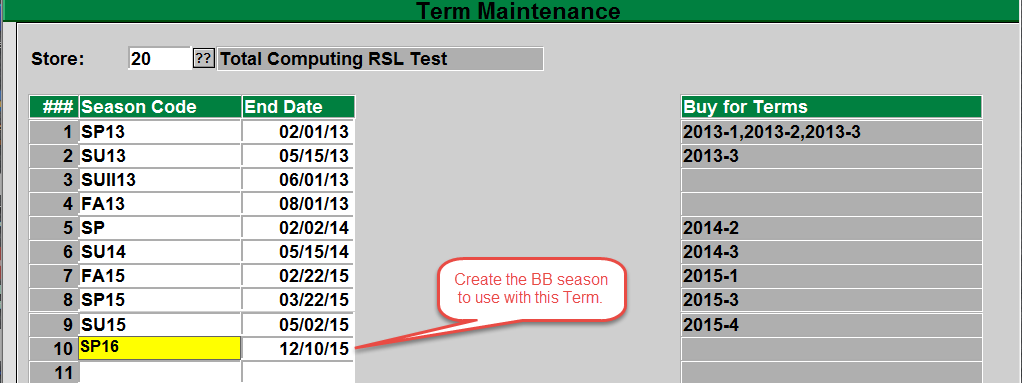 Term Maintenance
Store: 20 ?? Total Computing RSL Test
### Season Code End Date Buy for Terms
1 SP13 02/01/13 2013-1,2013-2,2013-3
2 SU13 05/15/13 2013-3
3 SUII13 06/01/13
4 FA13 08/01/13
5 SP 02/02/14 2014-2
6 SU14 05/15/14 2014-3
7 FA15 02/22/15 2015-1
8 SP15 03/22/15 2015-3
9 SU15 05/02/15 2015-4
10 SP16 12/10/15
11
Create the BB season
to use with this Term.